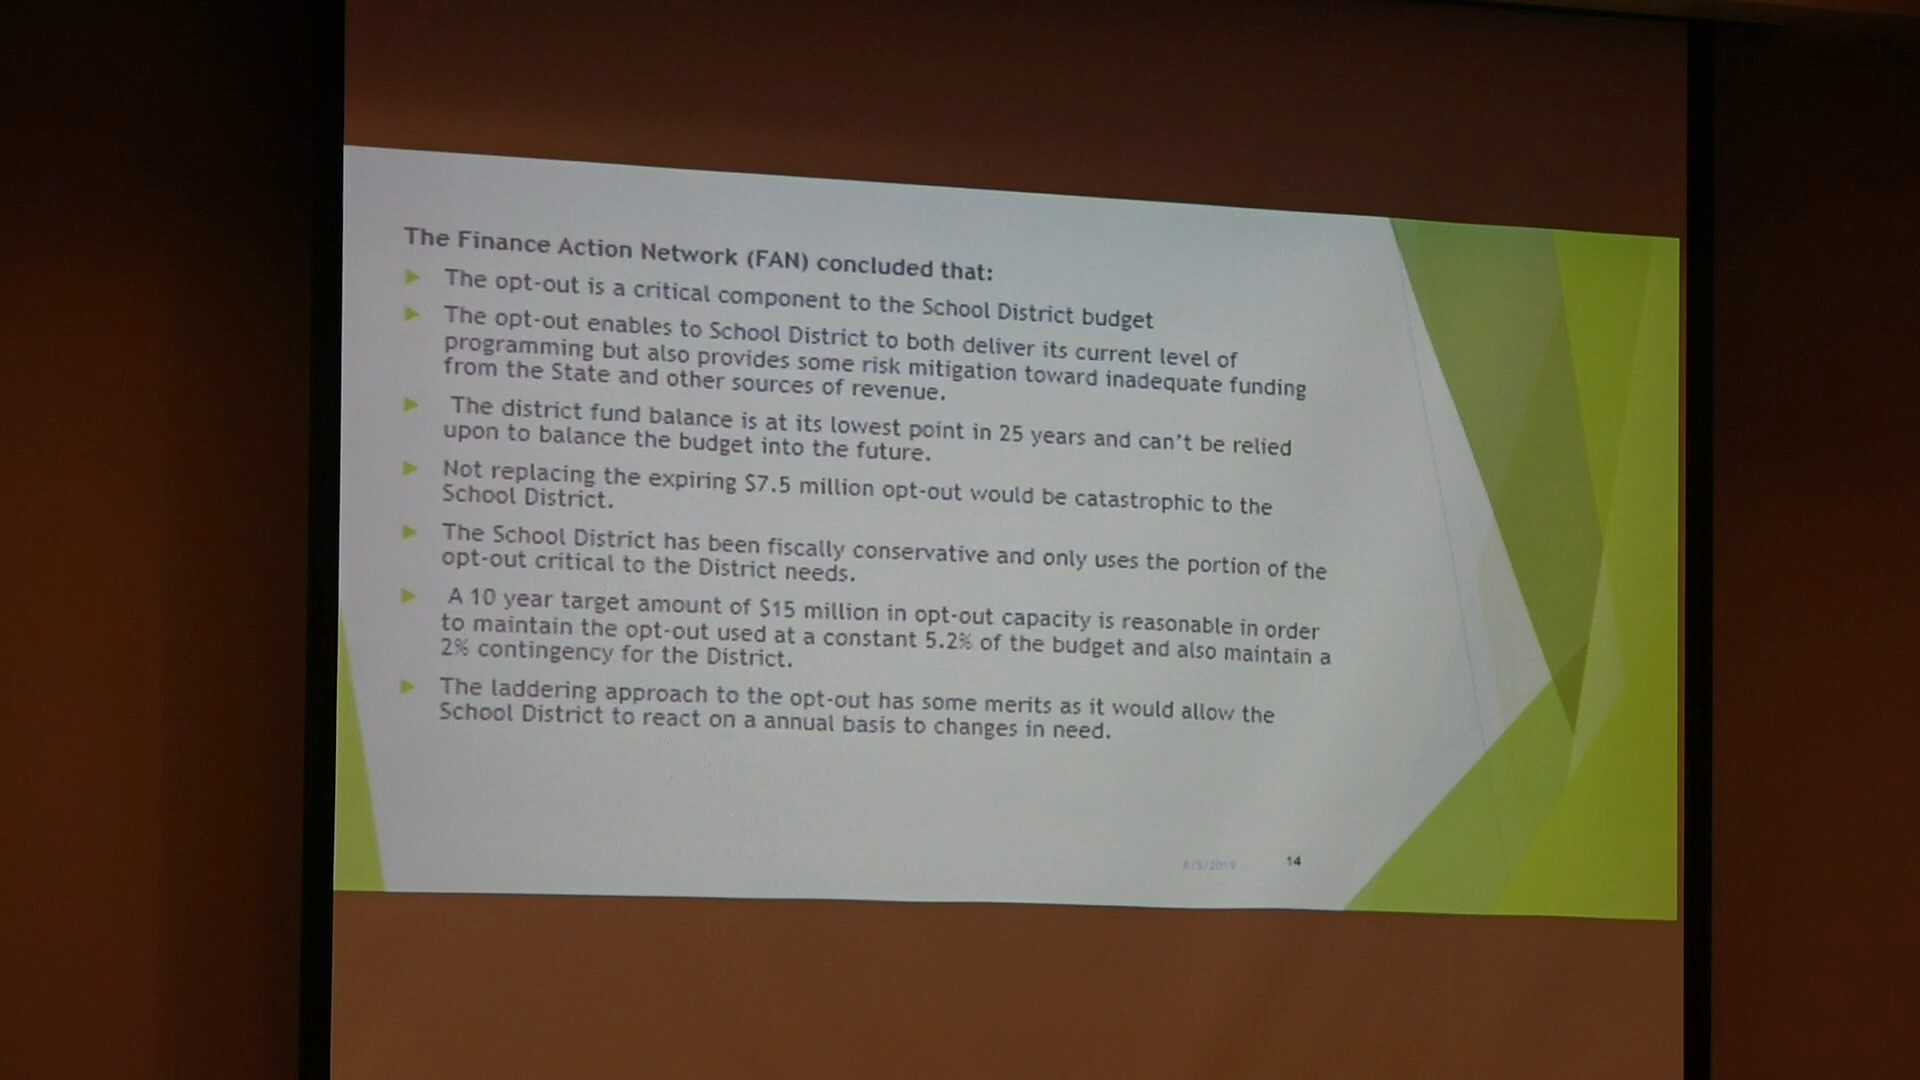 The Finance Action Network (FAN) concluded that:
The opt-out is a critical component to the School District budget
The opt-out enables to School District to both deliver its current level of
programming but also provides some risk mitigation toward inadequate funding
from the State and other sources of revenue.
The district fund balance is at its lowest point in 25 years and can't be relied
upon to balance the budget into the future.
Not replacing the expiring $7.5 million opt-out would be catastrophic to the
School District.
The School District has been fiscally conservative and only uses the portion of the
opt-out critical to the District needs.
A 10 year target amount of $15 million in opt-out capacity is reasonable in order
to maintain the opt-out used at a constant 5.2% of the budget and also maintain a
2% contingency for the District.
The laddering approach to the opt-out has some merits as it would allow the
School District to react on a annual basis to changes in need.
6/5/2019 14